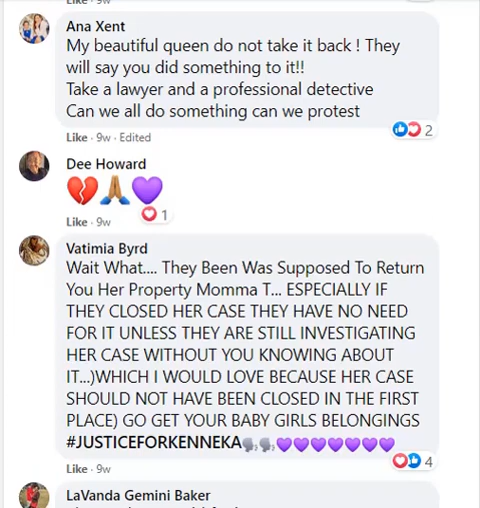 Like · 9w
Ana Xent
My beautiful queen do not take it back ! They
will say you did something to it!!
Take a lawyer and a professional detective
Can we all do something can we protest
Like · 9w · Edited
2
Dee Howard
💔🙏🏽💜
Like · 9w
1
Vatimia Byrd
Wait What.... They Been Was Supposed To Return
You Her Property Momma T... ESPECIALLY IF
THEY CLOSED HER CASE THEY HAVE NO NEED
FOR IT UNLESS THEY ARE STILL INVESTIGATING
HER CASE WITHOUT YOU KNOWING ABOUT
IT...)WHICH I WOULD LOVE BECAUSE HER CASE
SHOULD NOT HAVE BEEN CLOSED IN THE FIRST
PLACE) GO GET YOUR BABY GIRLS BELONGINGS
#JUSTICEFORKENNEKA🗣🗣💜💜💜💜💜💜💜
4
Like · 9w
LaVanda Gemini Baker